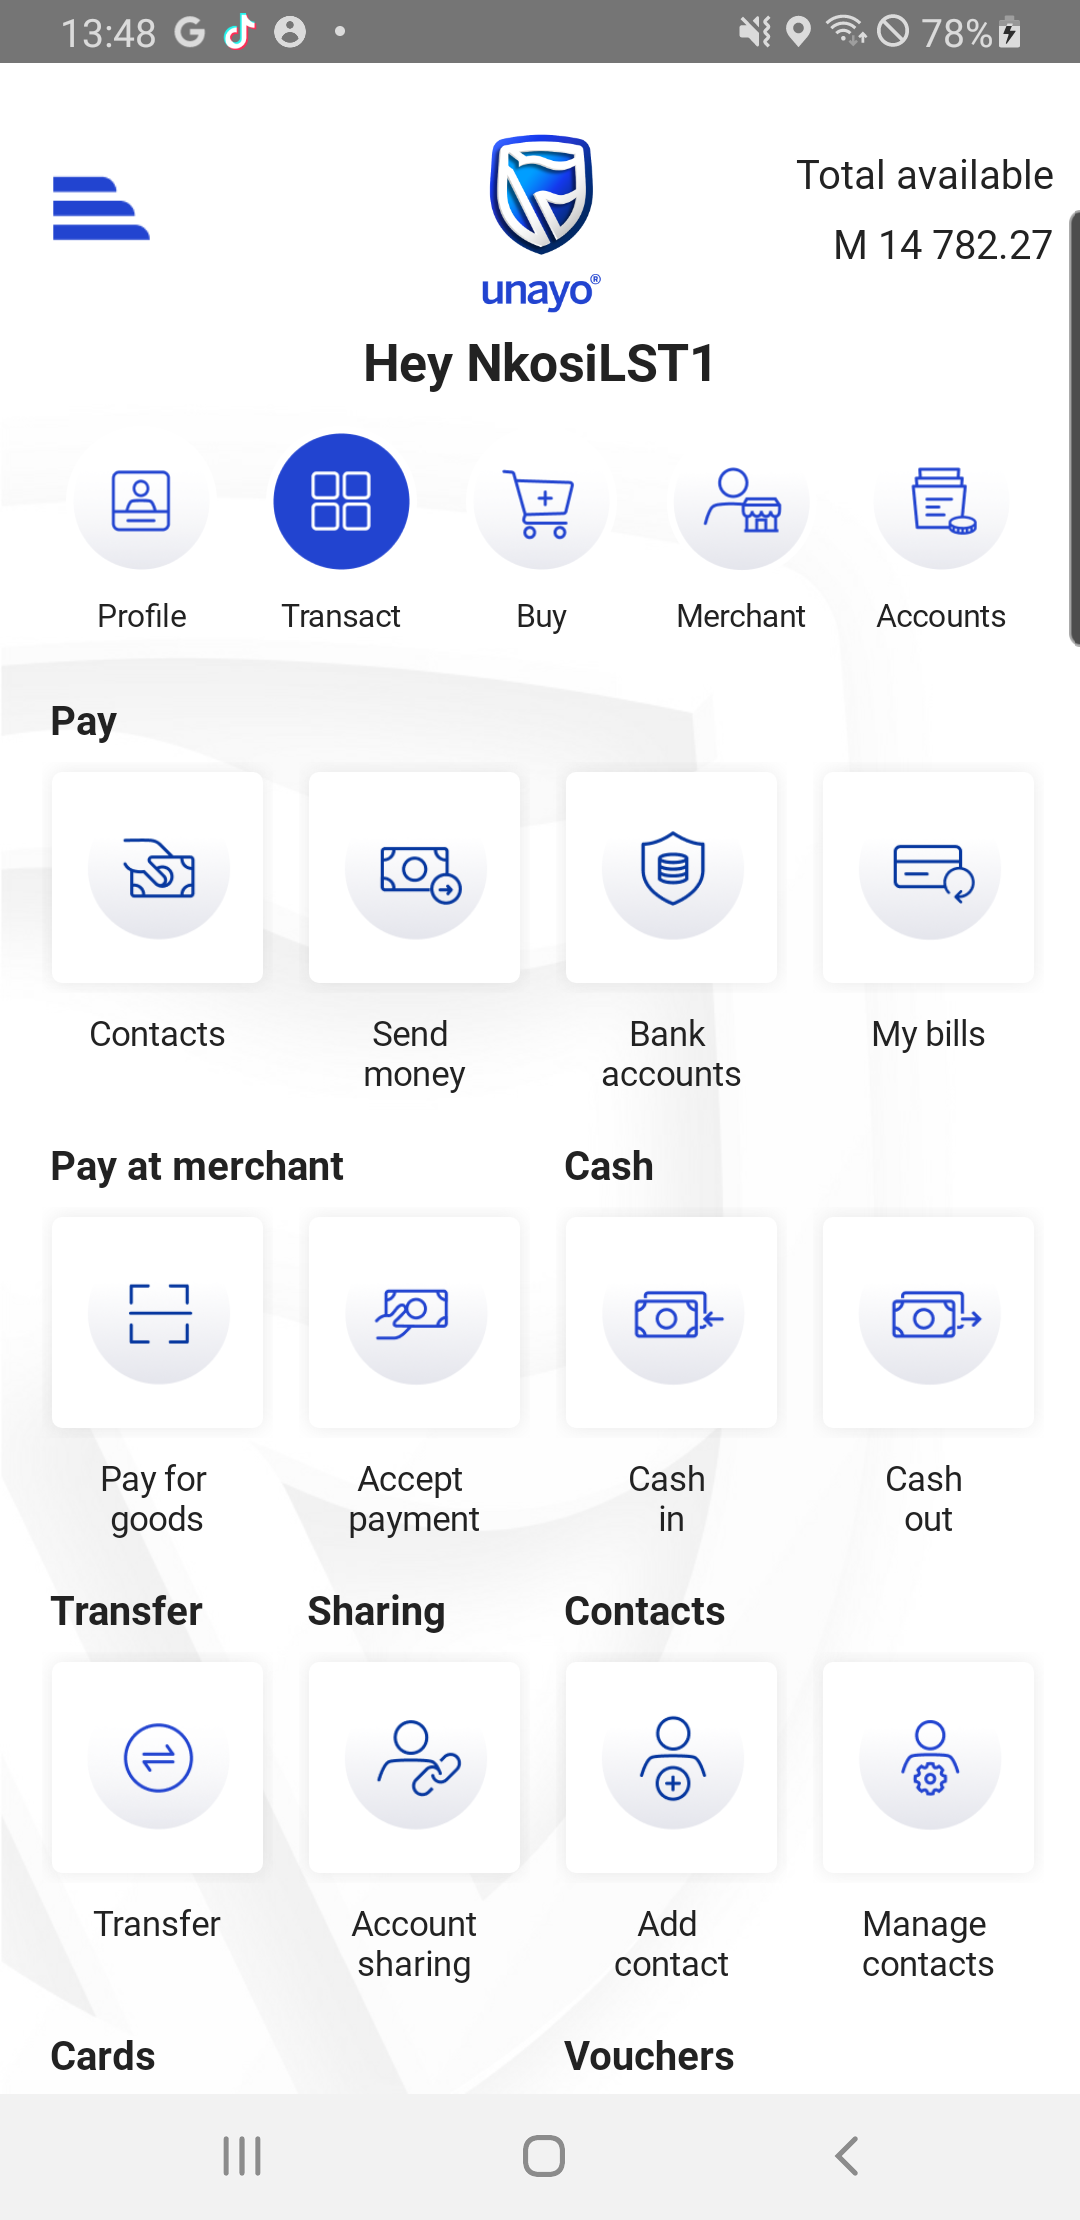 13:48
78%
Total available
M 14 782.27
unayo®
Hey NkosiLST1
Profile
Transact
Buy
Merchant
Accounts
Pay
Contacts
Send
money
Bank
accounts
My bills
Pay at merchant
Cash
Pay for
goods
Accept
payment
Cash
in
Cash
out
Transfer
Sharing
Contacts
Transfer
Account
sharing
Add
contact
Manage
contacts
Cards
Vouchers